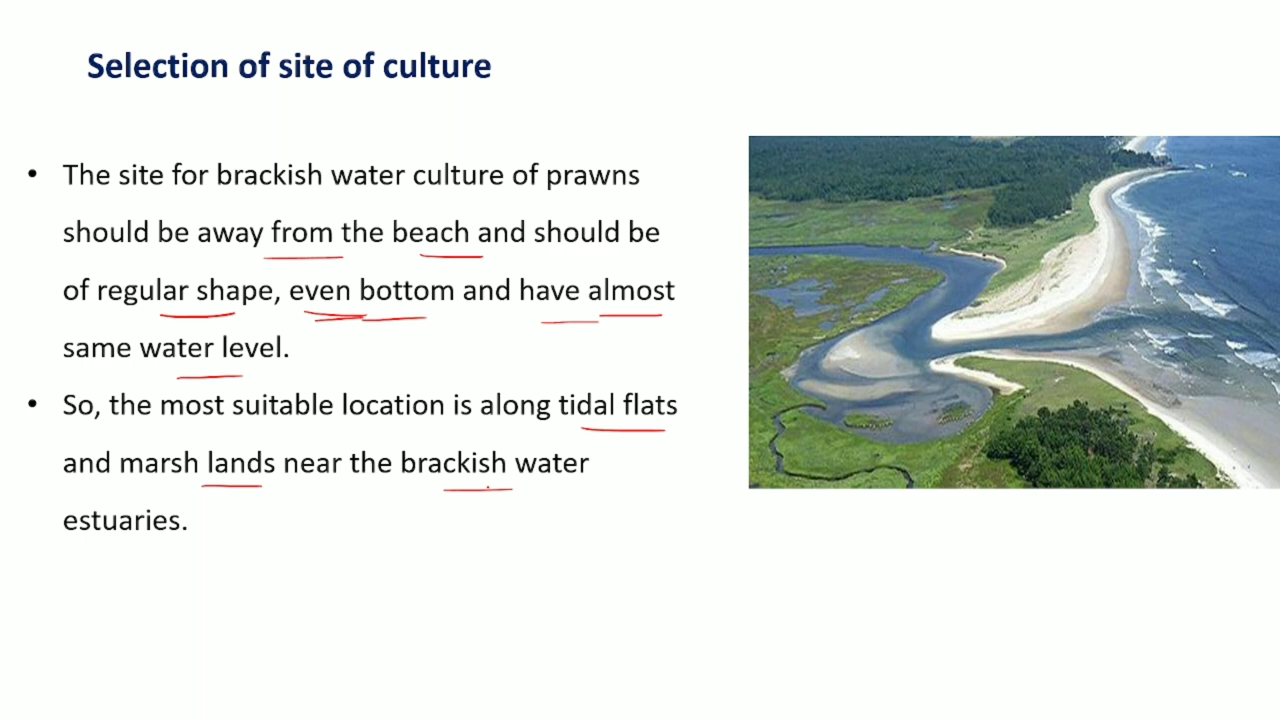 Selection of site of culture
• The site for brackish water culture of prawns
should be away from the beach and should be
of regular shape, even bottom and have almost
same water level.
• So, the most suitable location is along tidal flats
and marsh lands near the brackish water
estuaries.